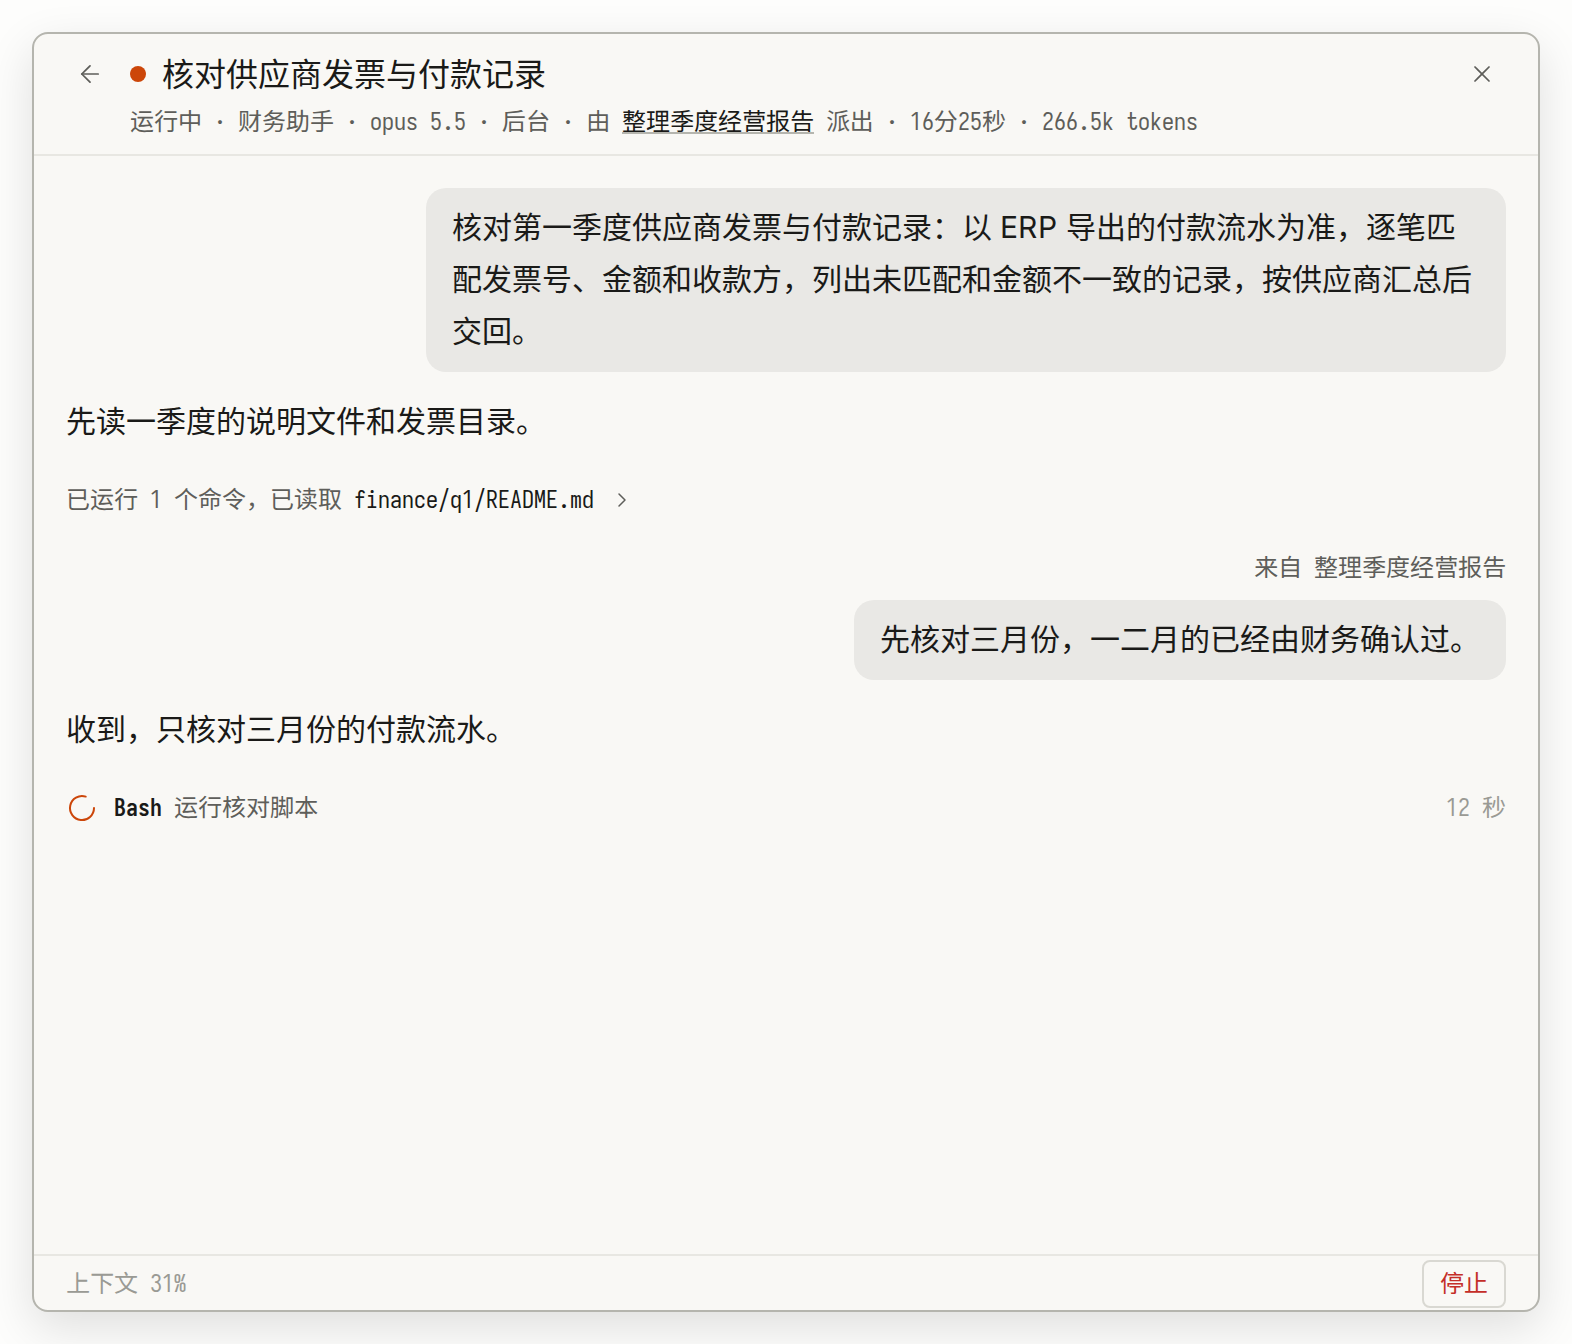 核对供应商发票与付款记录
运行中 · 财务助手 · opus 5.5 · 后台 · 由 整理季度经营报告 派出 · 16分25秒 · 266.5k tokens
核对第一季度供应商发票与付款记录：以 ERP 导出的付款流水为准，逐笔匹
配发票号、金额和收款方，列出未匹配和金额不一致的记录，按供应商汇总后
交回。
先读一季度的说明文件和发票目录。
已运行 1 个命令，已读取 finance/q1/README.md
来自 整理季度经营报告
先核对三月份，一二月的已经由财务确认过。
收到，只核对三月份的付款流水。
Bash 运行核对脚本 12 秒
上下文 31% 停止